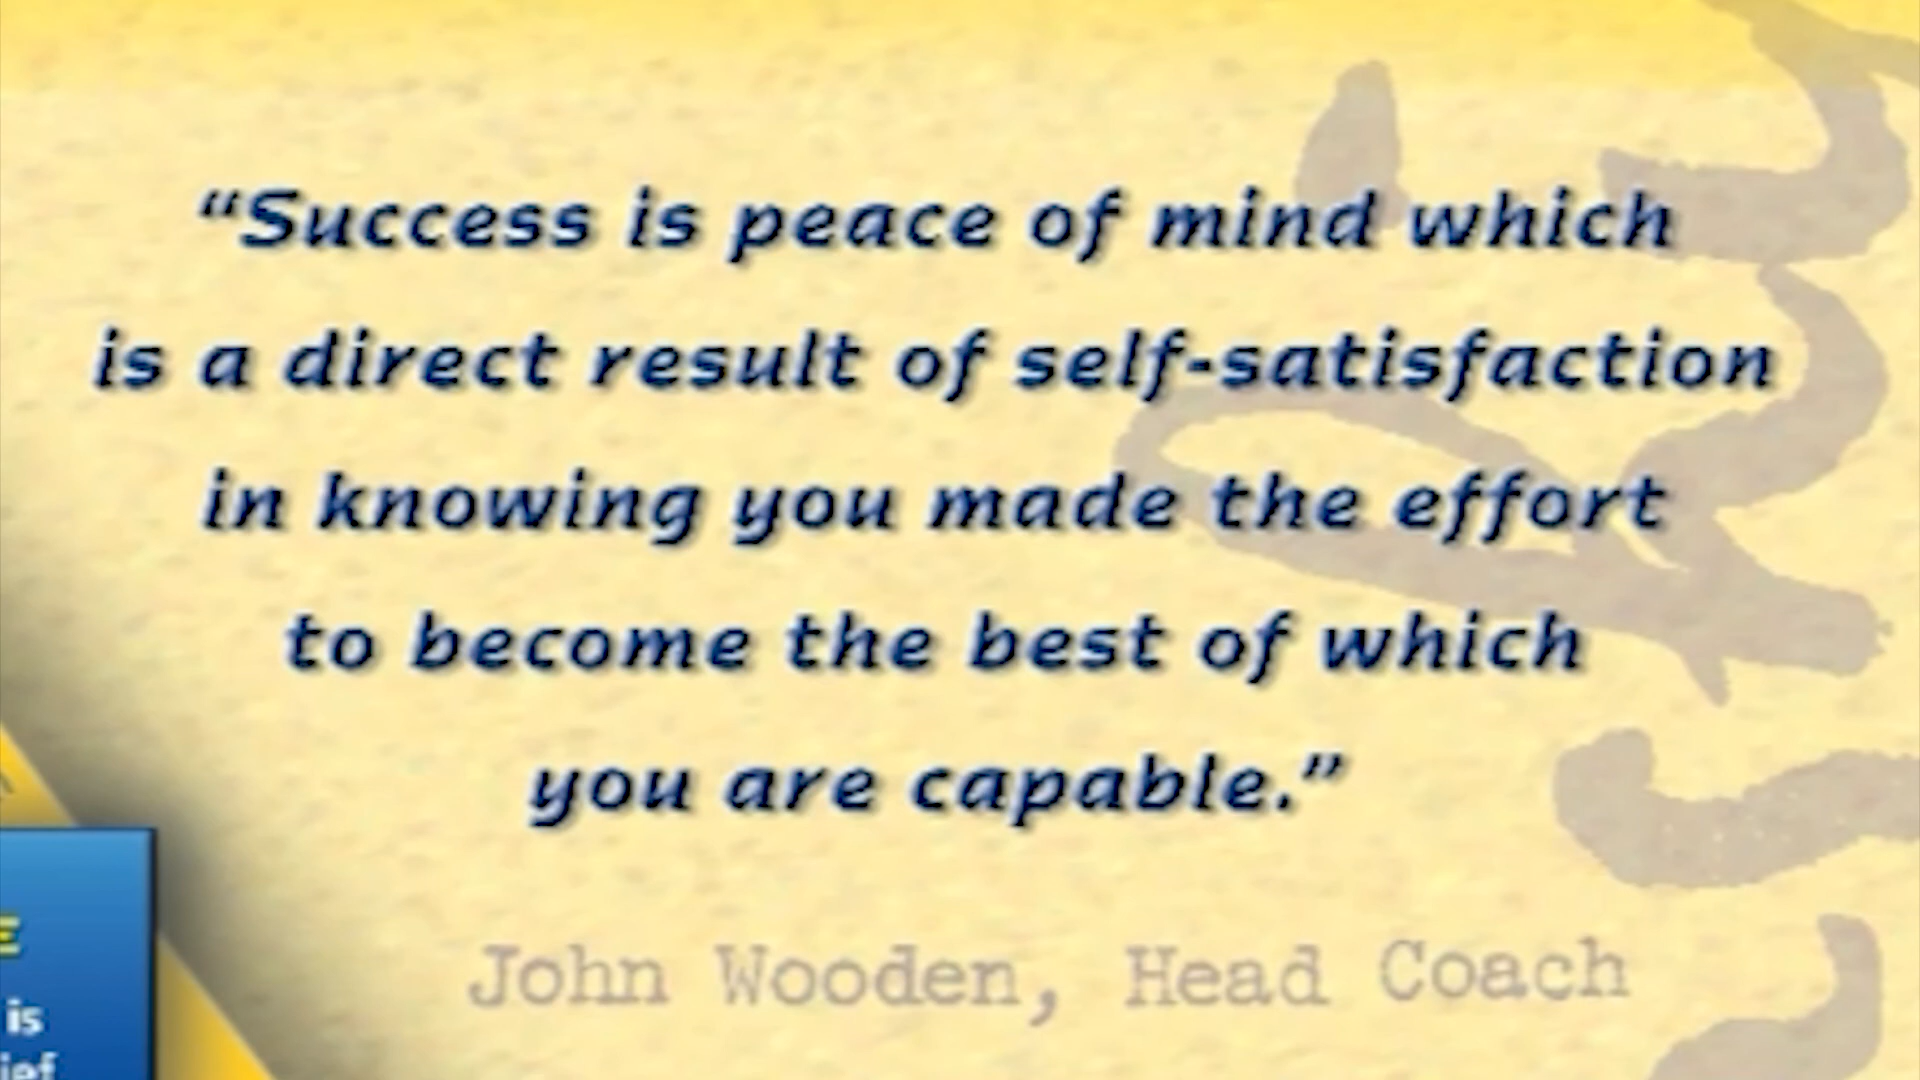 “Success is peace of mind which
is a direct result of self-satisfaction
in knowing you made the effort
to become the best of which
you are capable.”
John Wooden, Head Coach
is